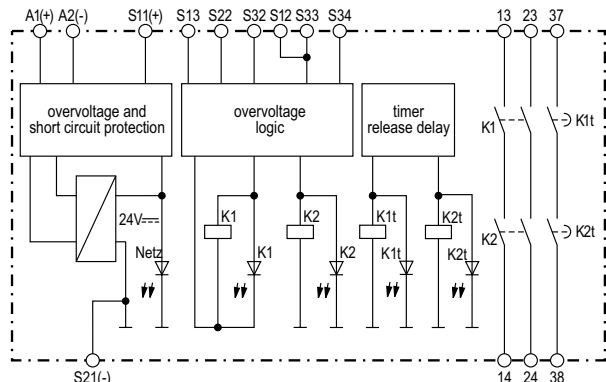 A1(+) A2(-) S11(+) S13 S22 S32 S12 S33 S34 13 23 37
overvoltage and
short circuit protection
overvoltage
logic
timer
release delay
K1 K1t
24V K1 K2 K1t K2t
K2 K2t
Netz K1 K2 K1t K2t
S21(-) 14 24 38